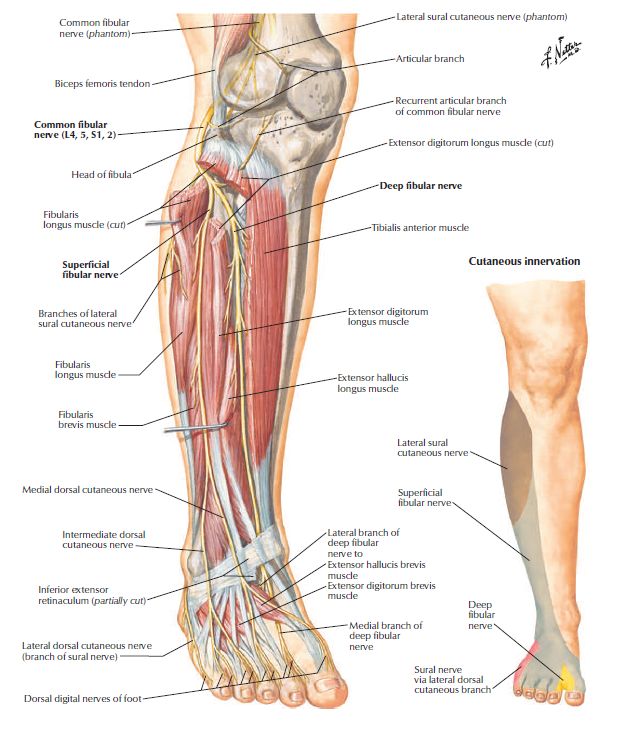 Common fibular
nerve (phantom)
Biceps femoris tendon
Common fibular
nerve (L4, 5, S1, 2)
Head of fibula
Fibularis
longus muscle (cut)
Superficial
fibular nerve
Branches of lateral
sural cutaneous nerve
Fibularis
longus muscle
Fibularis
brevis muscle
Medial dorsal cutaneous nerve
Intermediate dorsal
cutaneous nerve
Inferior extensor
retinaculum (partially cut)
Lateral dorsal cutaneous nerve
(branch of sural nerve)
Dorsal digital nerves of foot
Lateral sural cutaneous nerve (phantom)
Articular branch
Recurrent articular branch
of common fibular nerve
Extensor digitorum longus muscle (cut)
Deep fibular nerve
Tibialis anterior muscle
Extensor digitorum
longus muscle
Extensor hallucis
longus muscle
Lateral branch of
deep fibular
nerve to
Extensor hallucis brevis
muscle
Extensor digitorum brevis
muscle
Medial branch of
deep fibular
nerve
F. Netter
M.D.
Cutaneous innervation
Lateral sural
cutaneous nerve
Superficial
fibular nerve
Deep
fibular
nerve
Sural nerve
via lateral dorsal
cutaneous branch